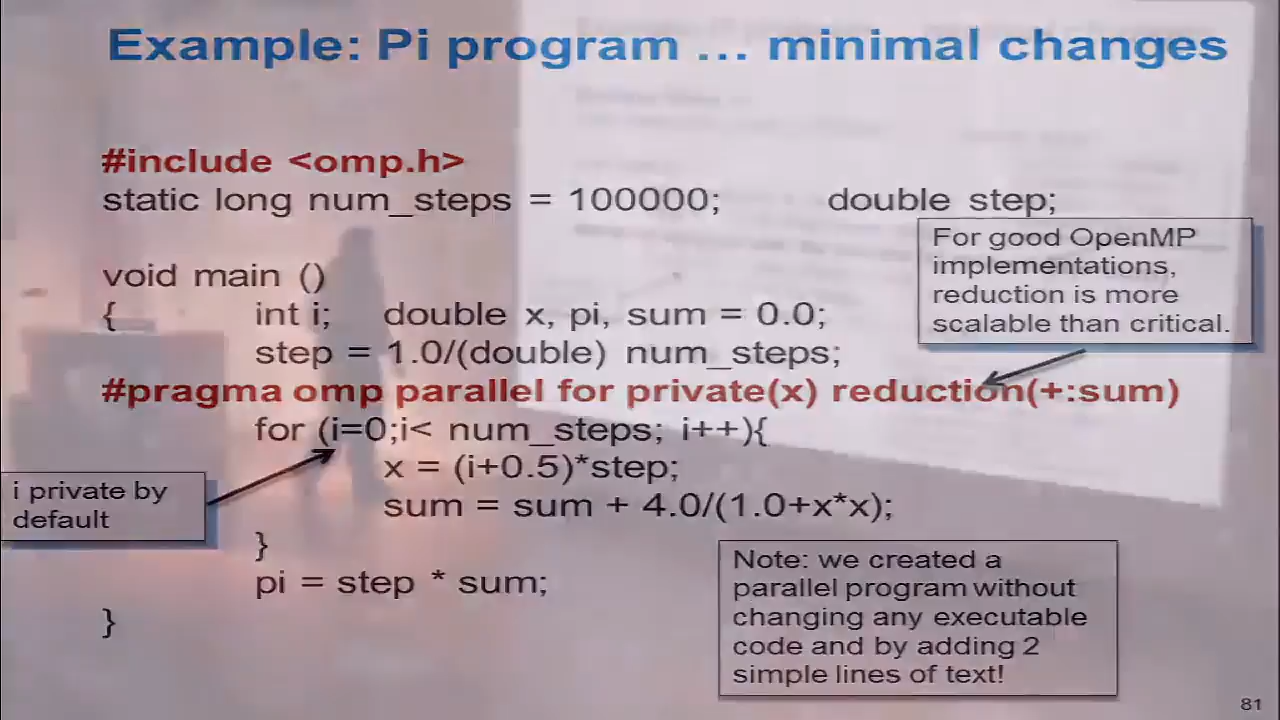 Example: Pi program … minimal changes
#include <omp.h>
static long num_steps = 100000; double step;
For good OpenMP
implementations,
reduction is more
scalable than critical.
void main ()
{ int i; double x, pi, sum = 0.0;
step = 1.0/(double) num_steps;
#pragma omp parallel for private(x) reduction(+:sum)
for (i=0;i< num_steps; i++){
x = (i+0.5)*step;
i private by
default
sum = sum + 4.0/(1.0+x*x);
}
pi = step * sum;
}
Note: we created a
parallel program without
changing any executable
code and by adding 2
simple lines of text!
81